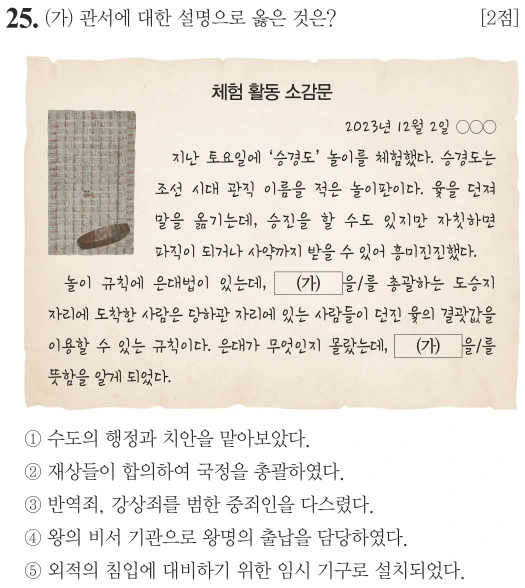 25. (가) 관서에 대한 설명으로 옳은 것은? [2점]
체험 활동 소감문
2023년 12월 2일 ○○○
지난 토요일에 ‘승경도’ 놀이를 체험했다. 승경도는
조선 시대 관직 이름을 적은 놀이판이다. 윷을 던져
말을 옮기는데, 승진을 할 수도 있지만 자칫하면
파직이 되거나 사약까지 받을 수 있어 흥미진진했다.
놀이 규칙에 은대법이 있는데, (가) 을/를 총괄하는 도승지
자리에 도착한 사람은 당하관 자리에 있는 사람들이 던진 윷의 결괏값을
이용할 수 있는 규칙이다. 은대가 무엇인지 몰랐는데, (가) 을/를
뜻함을 알게 되었다.
① 수도의 행정과 치안을 맡아보았다.
② 재상들이 합의하여 국정을 총괄하였다.
③ 반역죄, 강상죄를 범한 중죄인을 다스렸다.
④ 왕의 비서 기관으로 왕명의 출납을 담당하였다.
⑤ 외적의 침입에 대비하기 위한 임시 기구로 설치되었다.